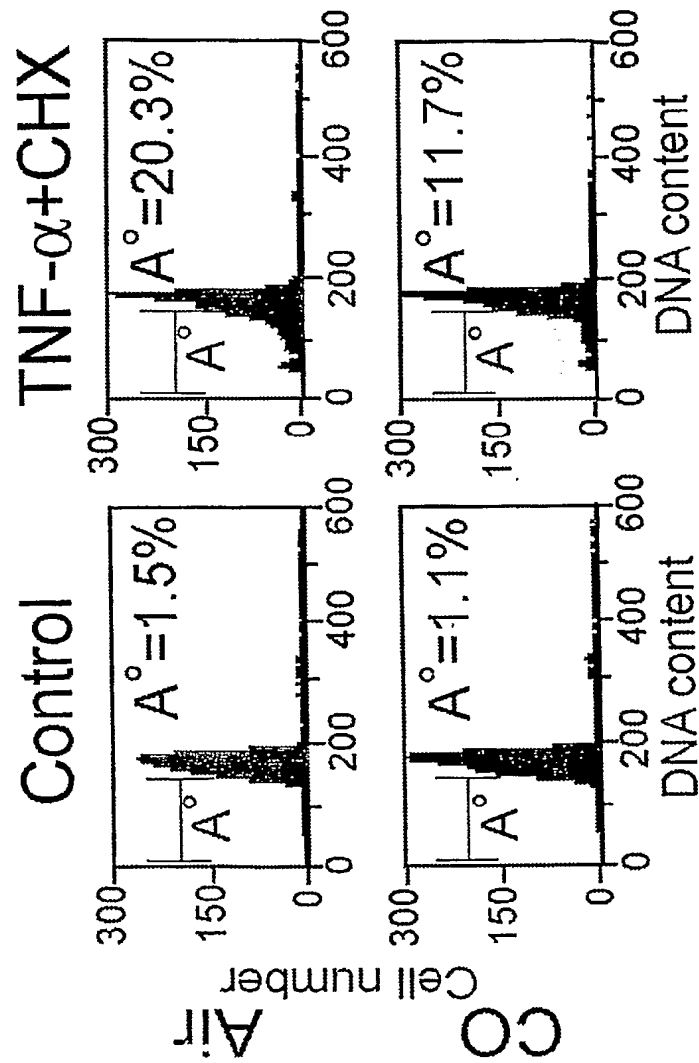 Control
TNF-α+CHX
Air
CO
Cell number
300
150
0
A°=1.5%
A°
0
200
400
600
300
150
0
A°=20.3%
A°
0
200
400
600
300
150
0
A°=1.1%
A°
0
200
400
600
DNA content
300
150
0
A°=11.7%
A°
0
200
400
600
DNA content